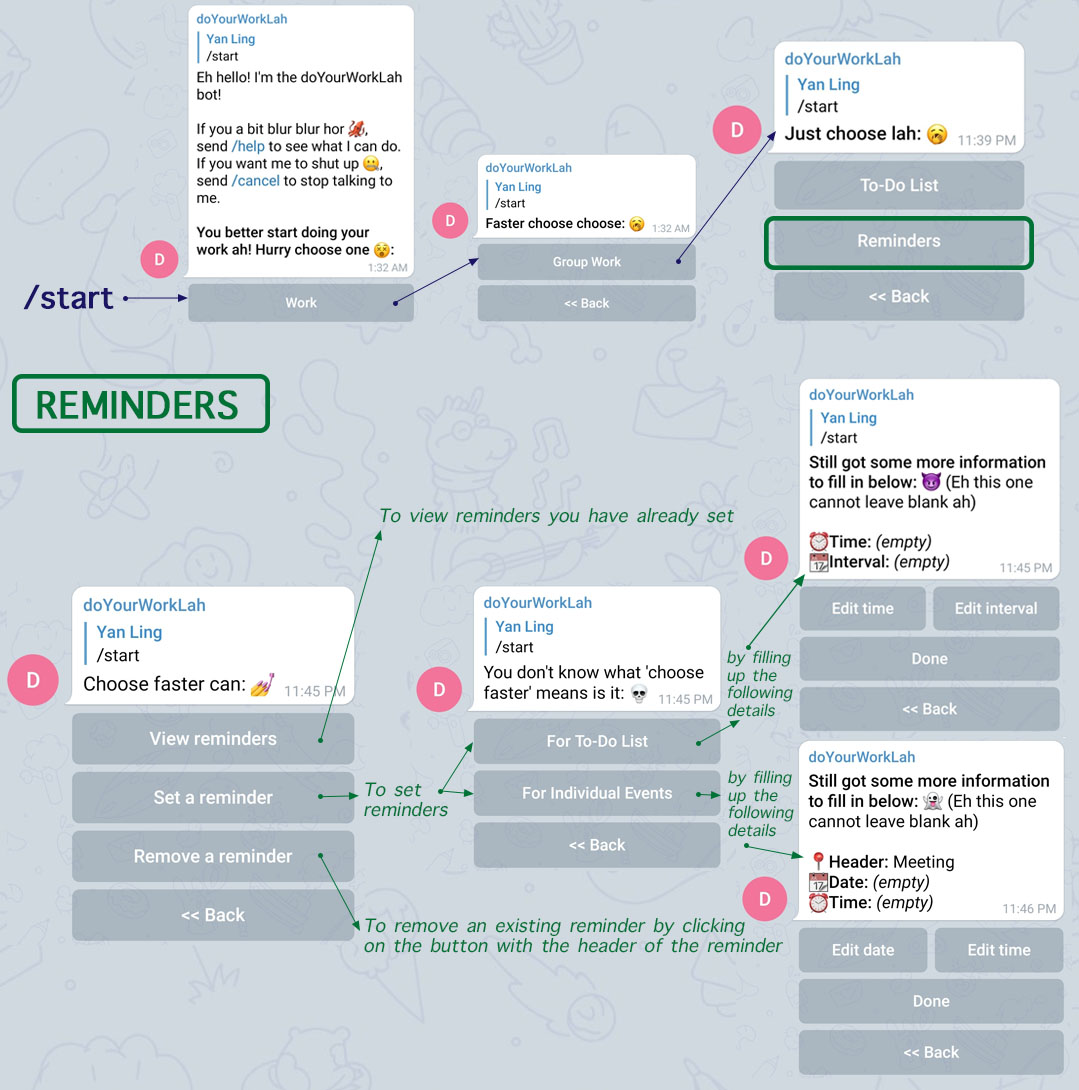 doYourWorkLah
Yan Ling
/start
Eh hello! I'm the doYourWorkLah
bot!
If you a bit blur blur hor 🦑,
send /help to see what I can do.
If you want me to shut up 🤐,
send /cancel to stop talking to
me.
You better start doing your
work ah! Hurry choose one 😵:
1:32 AM
D
/start
Work
doYourWorkLah
Yan Ling
/start
Faster choose choose: 🥱
1:32 AM
D
Group Work
<< Back
doYourWorkLah
Yan Ling
/start
Just choose lah: 🥱
11:39 PM
D
To-Do List
Reminders
<< Back
REMINDERS
doYourWorkLah
Yan Ling
/start
Choose faster can: 💅
11:45 PM
D
View reminders
Set a reminder
Remove a reminder
<< Back
To view reminders you have already set
To set
reminders
To remove an existing reminder by clicking
on the button with the header of the reminder
doYourWorkLah
Yan Ling
/start
You don't know what 'choose
faster' means is it: 💀
11:45 PM
D
For To-Do List
For Individual Events
<< Back
by filling
up the
following
details
by filling
up the
following
details
doYourWorkLah
Yan Ling
/start
Still got some more information
to fill in below: 😈 (Eh this one
cannot leave blank ah)
⏰Time: (empty)
📆Interval: (empty)
11:45 PM
D
Edit time
Edit interval
Done
<< Back
doYourWorkLah
Still got some more information
to fill in below: 👻 (Eh this one
cannot leave blank ah)
📍Header: Meeting
📆Date: (empty)
⏰Time: (empty)
11:46 PM
D
Edit date
Edit time
Done
<< Back